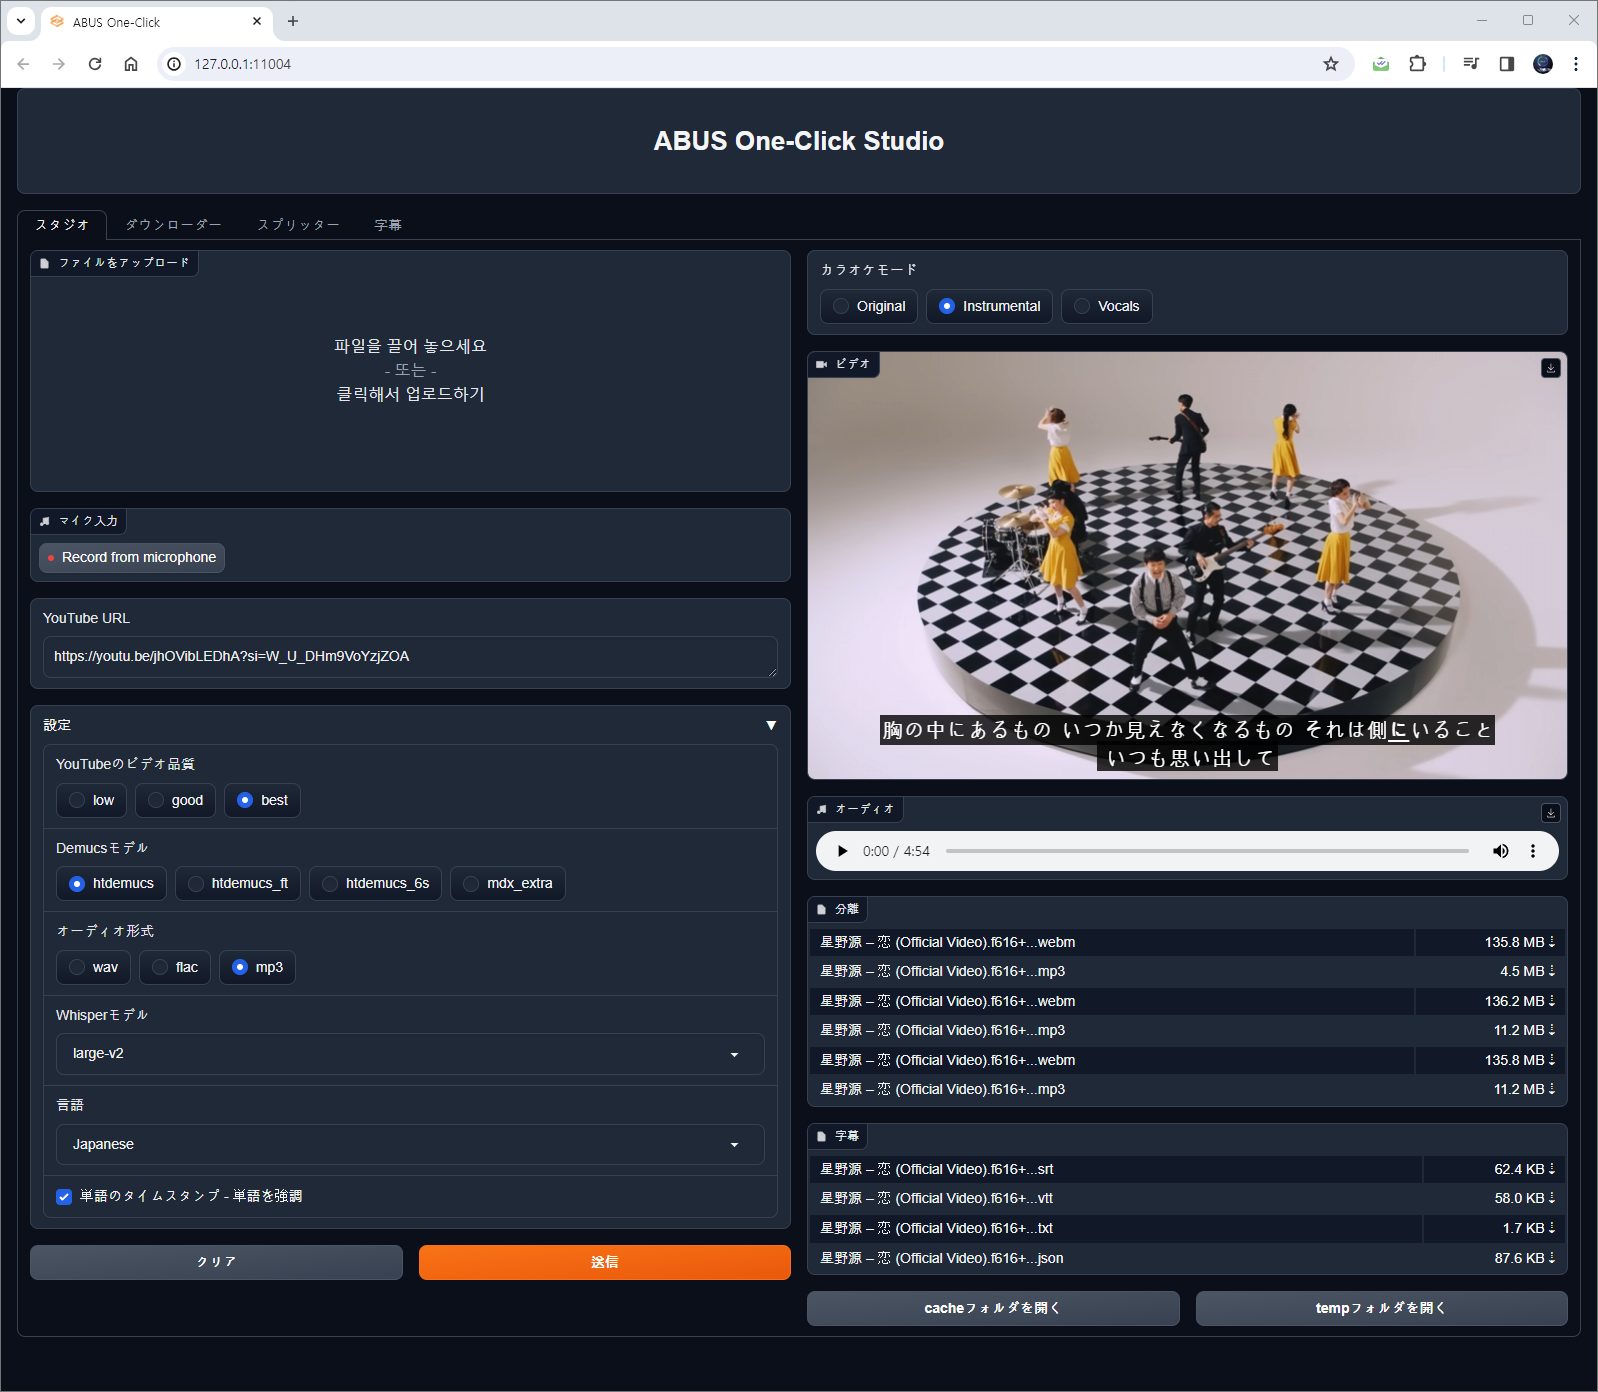 ABUS One-Click
127.0.0.1:11004
ABUS One-Click Studio
スタジオ
ダウンローダー
スプリッター
字幕
ファイルをアップロード
파일을 끌어 놓으세요
- 또는 -
클릭해서 업로드하기
マイク入力
Record from microphone
YouTube URL
https://youtu.be/jhOVibLEDhA?si=W_U_DHm9VoYzjZOA
設定 ▼
YouTubeのビデオ品質
low good best
Demucsモデル
htdemucs htdemucs_ft htdemucs_6s mdx_extra
オーディオ形式
wav flac mp3
Whisperモデル
large-v2
言語
Japanese
単語のタイムスタンプ - 単語を強調
クリア 送信
カラオケモード
Original Instrumental Vocals
ビデオ
胸の中にあるもの いつか見えなくなるもの それは側にいること
いつも思い出して
オーディオ
0:00 / 4:54
分離
星野源 – 恋 (Official Video).f616+...webm 135.8 MB⇣
星野源 – 恋 (Official Video).f616+...mp3 4.5 MB⇣
星野源 – 恋 (Official Video).f616+...webm 136.2 MB⇣
星野源 – 恋 (Official Video).f616+...mp3 11.2 MB⇣
星野源 – 恋 (Official Video).f616+...webm 135.8 MB⇣
星野源 – 恋 (Official Video).f616+...mp3 11.2 MB⇣
字幕
星野源 – 恋 (Official Video).f616+...srt 62.4 KB⇣
星野源 – 恋 (Official Video).f616+...vtt 58.0 KB⇣
星野源 – 恋 (Official Video).f616+...txt 1.7 KB⇣
星野源 – 恋 (Official Video).f616+...json 87.6 KB⇣
cacheフォルダを開く tempフォルダを開く